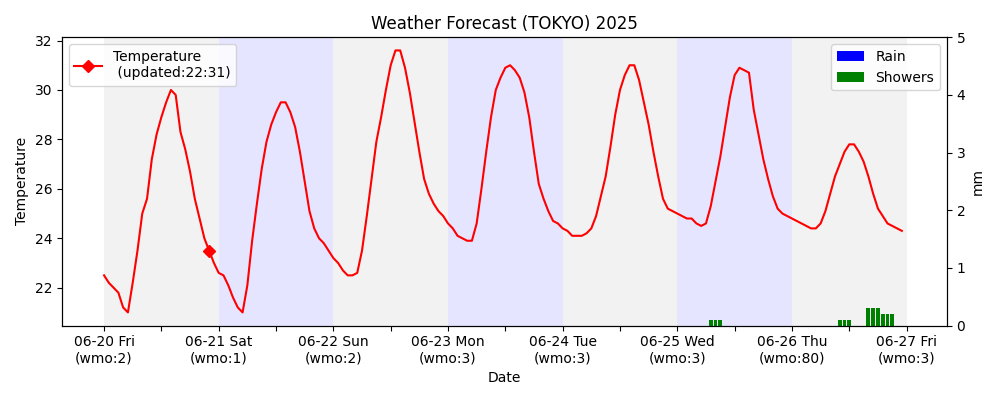 Weather Forecast (TOKYO) 2025
Temperature
(updated:22:31)
Rain
Showers
32
30
28
26
24
22
Temperature
5
4
3
2
1
0
mm
06-20 Fri
(wmo:2)
06-21 Sat
(wmo:1)
06-22 Sun
(wmo:2)
06-23 Mon
(wmo:3)
06-24 Tue
(wmo:3)
06-25 Wed
(wmo:3)
06-26 Thu
(wmo:80)
06-27 Fri
(wmo:3)
Date